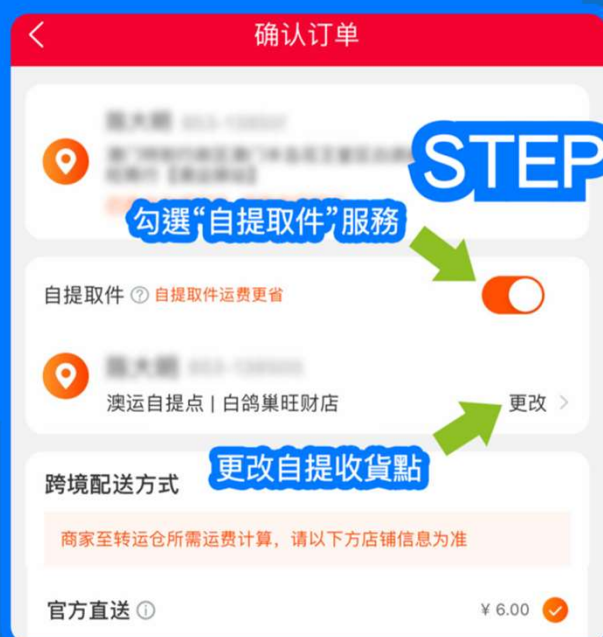 确认订单
STEP
勾選“自提取件”服務
自提取件 自提取件运费更省
澳运自提点 | 白鸽巢旺财店
更改
更改自提收貨點
跨境配送方式
商家至转运仓所需运费计算，请以下方店铺信息为准
官方直送
¥ 6.00